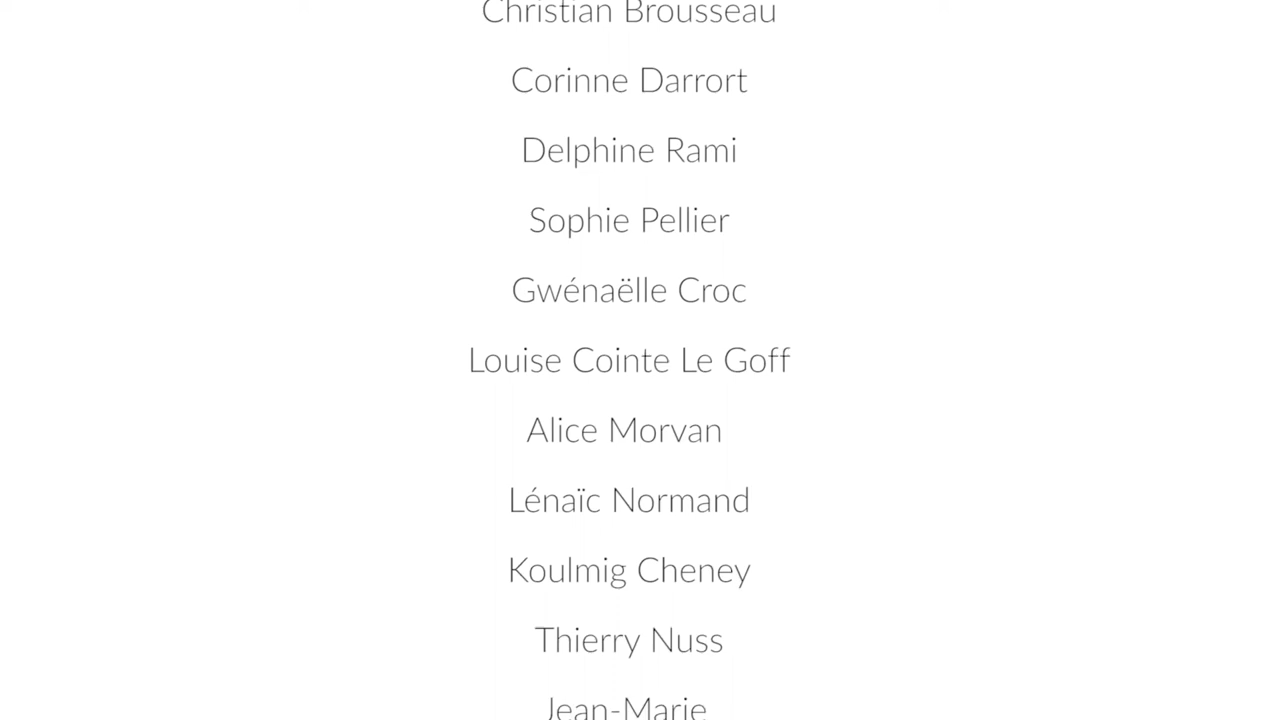 Christian Brousseau
Corinne Darrort
Delphine Rami
Sophie Pellier
Gwénaëlle Croc
Louise Cointe Le Goff
Alice Morvan
Lénaïc Normand
Koulmig Cheney
Thierry Nuss
Jean-Marie